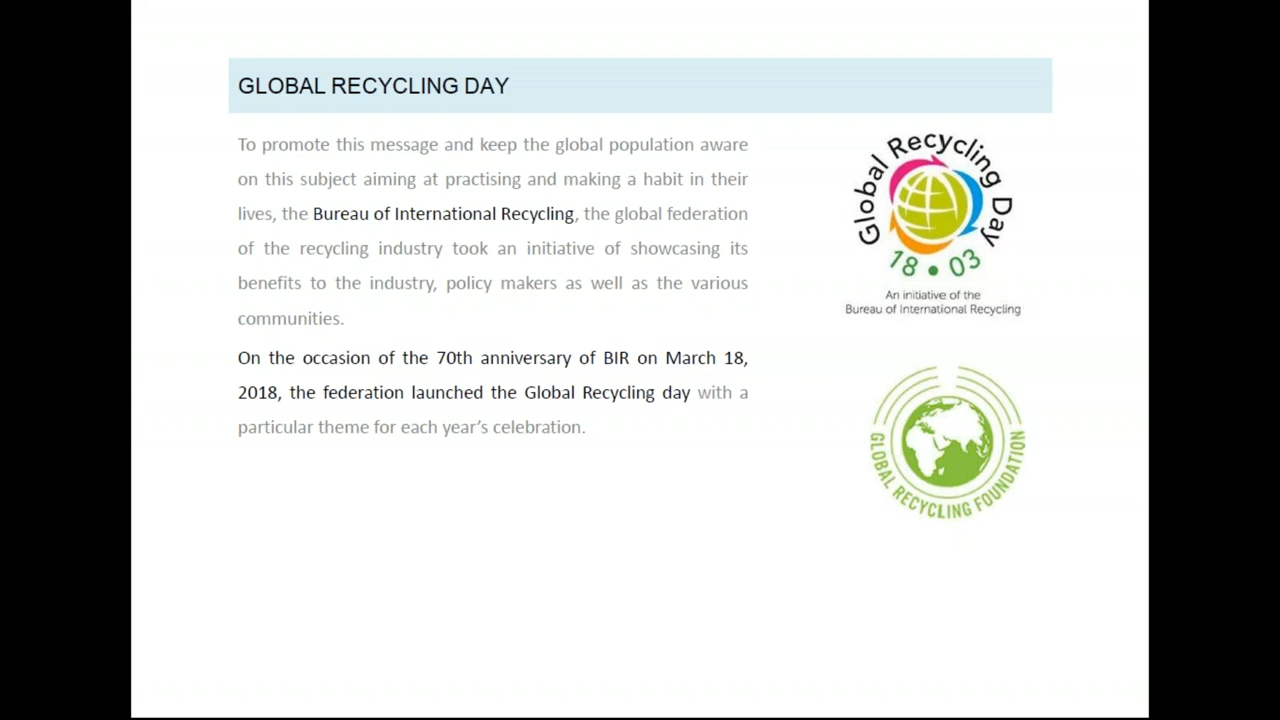 GLOBAL RECYCLING DAY
To promote this message and keep the global population aware
on this subject aiming at practising and making a habit in their
lives, the Bureau of International Recycling, the global federation
of the recycling industry took an initiative of showcasing its
benefits to the industry, policy makers as well as the various
communities.
On the occasion of the 70th anniversary of BIR on March 18,
2018, the federation launched the Global Recycling day with a
particular theme for each year’s celebration.
Global Recycling Day
18 • 03
An initiative of the
Bureau of International Recycling
GLOBAL RECYCLING FOUNDATION